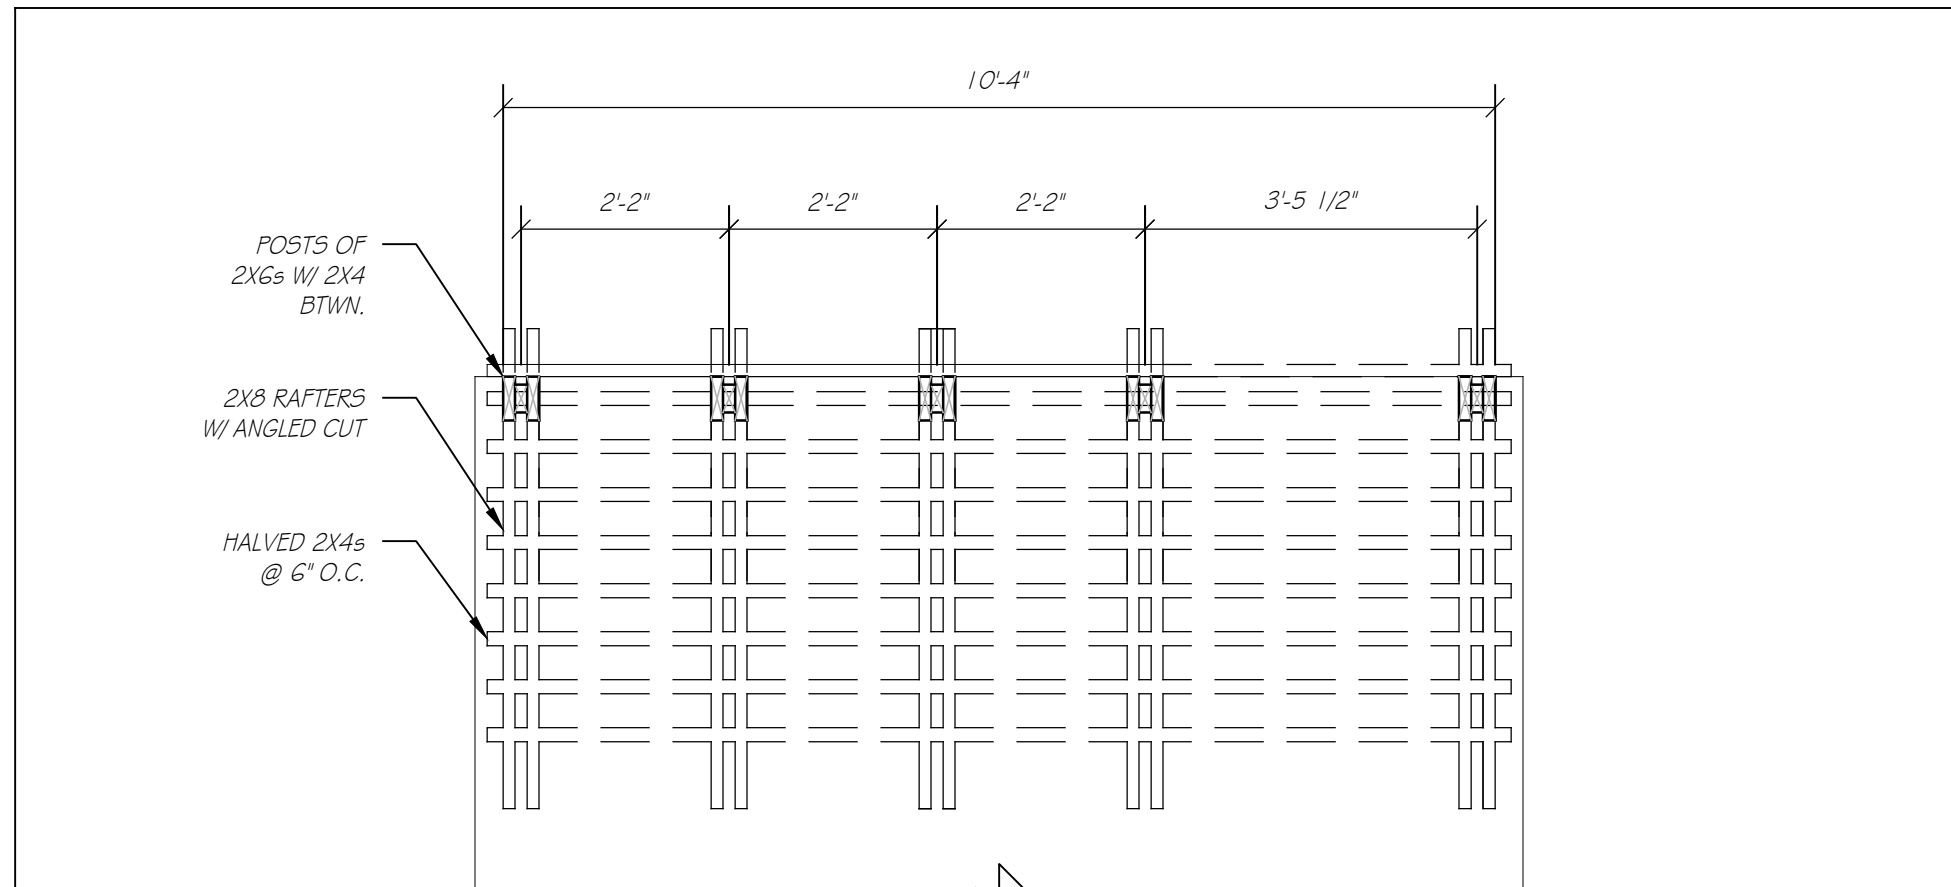 10'-4"
2'-2"
2'-2"
2'-2"
3'-5 1/2"
POSTS OF
2X6s W/ 2X4
BTWN.
2X8 RAFTERS
W/ ANGLED CUT
HALVED 2X4s
@ 6" O.C.